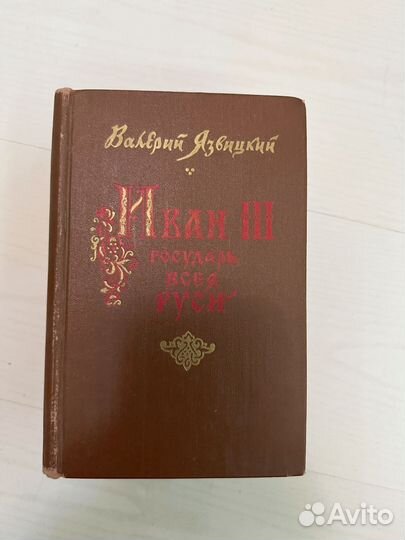 Валерий Язвицкий
Иван III
государь
всея
Руси
Avito